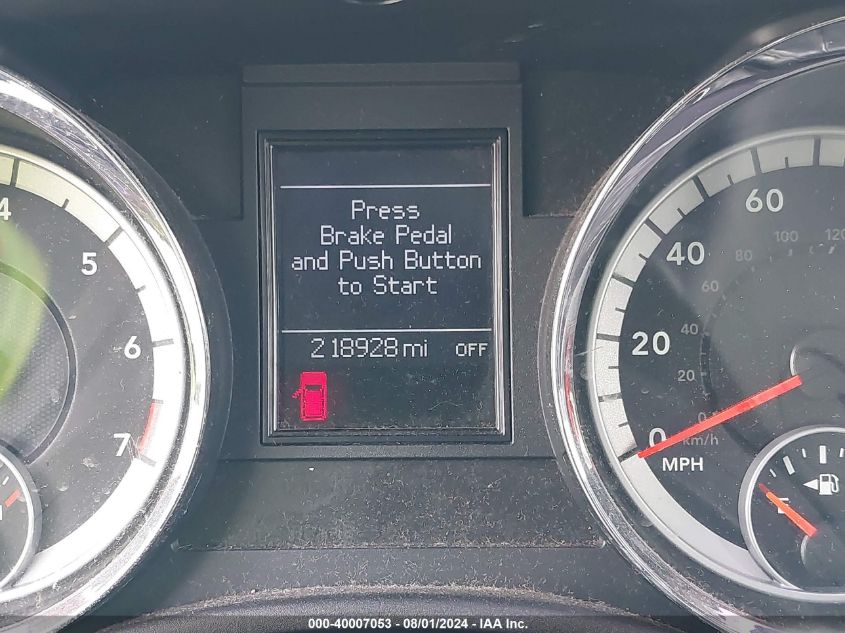 Press
Brake Pedal
and Push Button
to Start
218928 mi OFF
4
5
6
7
60
40
20
0
MPH
120
100
80
60
40
20
0
km/h
E
000-40007053 - 08/01/2024 - IAA Inc.